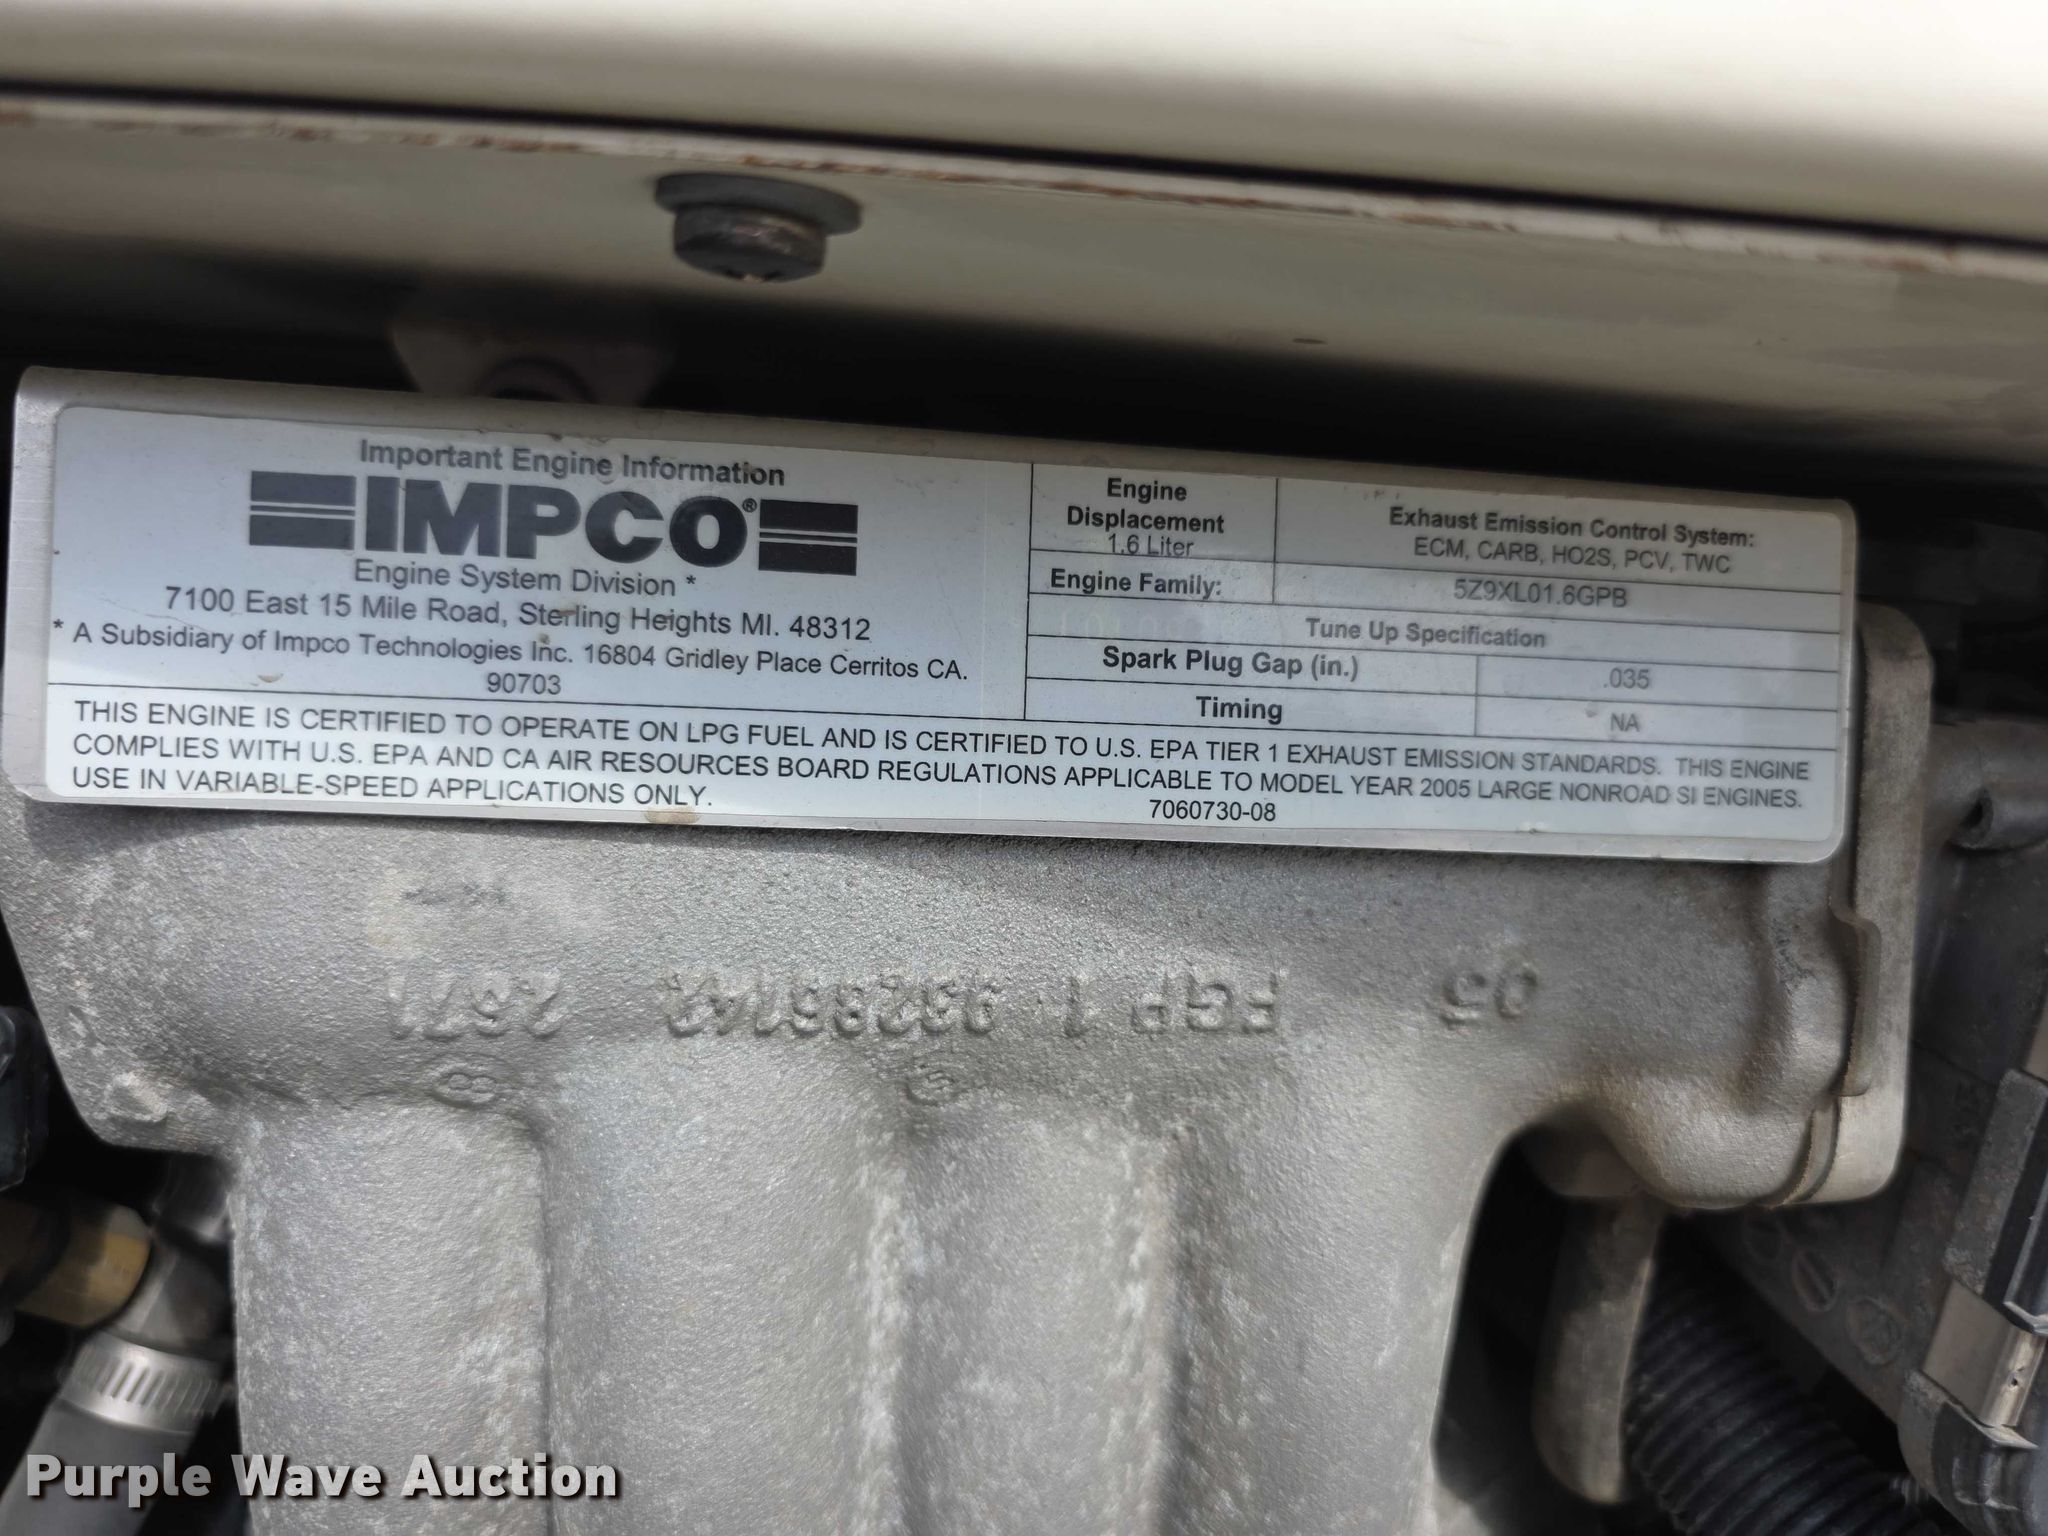 Important Engine Information
IMPCO®
Engine System Division *
7100 East 15 Mile Road, Sterling Heights MI. 48312
* A Subsidiary of Impco Technologies Inc. 16804 Gridley Place Cerritos CA.
90703
Engine
Displacement
1.6 Liter
Exhaust Emission Control System:
ECM, CARB, HO2S, PCV, TWC
Engine Family:
5Z9XL01.6GPB
Tune Up Specification
Spark Plug Gap (in.)
.035
Timing
NA
THIS ENGINE IS CERTIFIED TO OPERATE ON LPG FUEL AND IS CERTIFIED TO U.S. EPA TIER 1 EXHAUST EMISSION STANDARDS. THIS ENGINE
COMPLIES WITH U.S. EPA AND CA AIR RESOURCES BOARD REGULATIONS APPLICABLE TO MODEL YEAR 2005 LARGE NONROAD SI ENGINES.
USE IN VARIABLE-SPEED APPLICATIONS ONLY.
7060730-08
05 FGP 1 93286142 2671
Purple Wave Auction